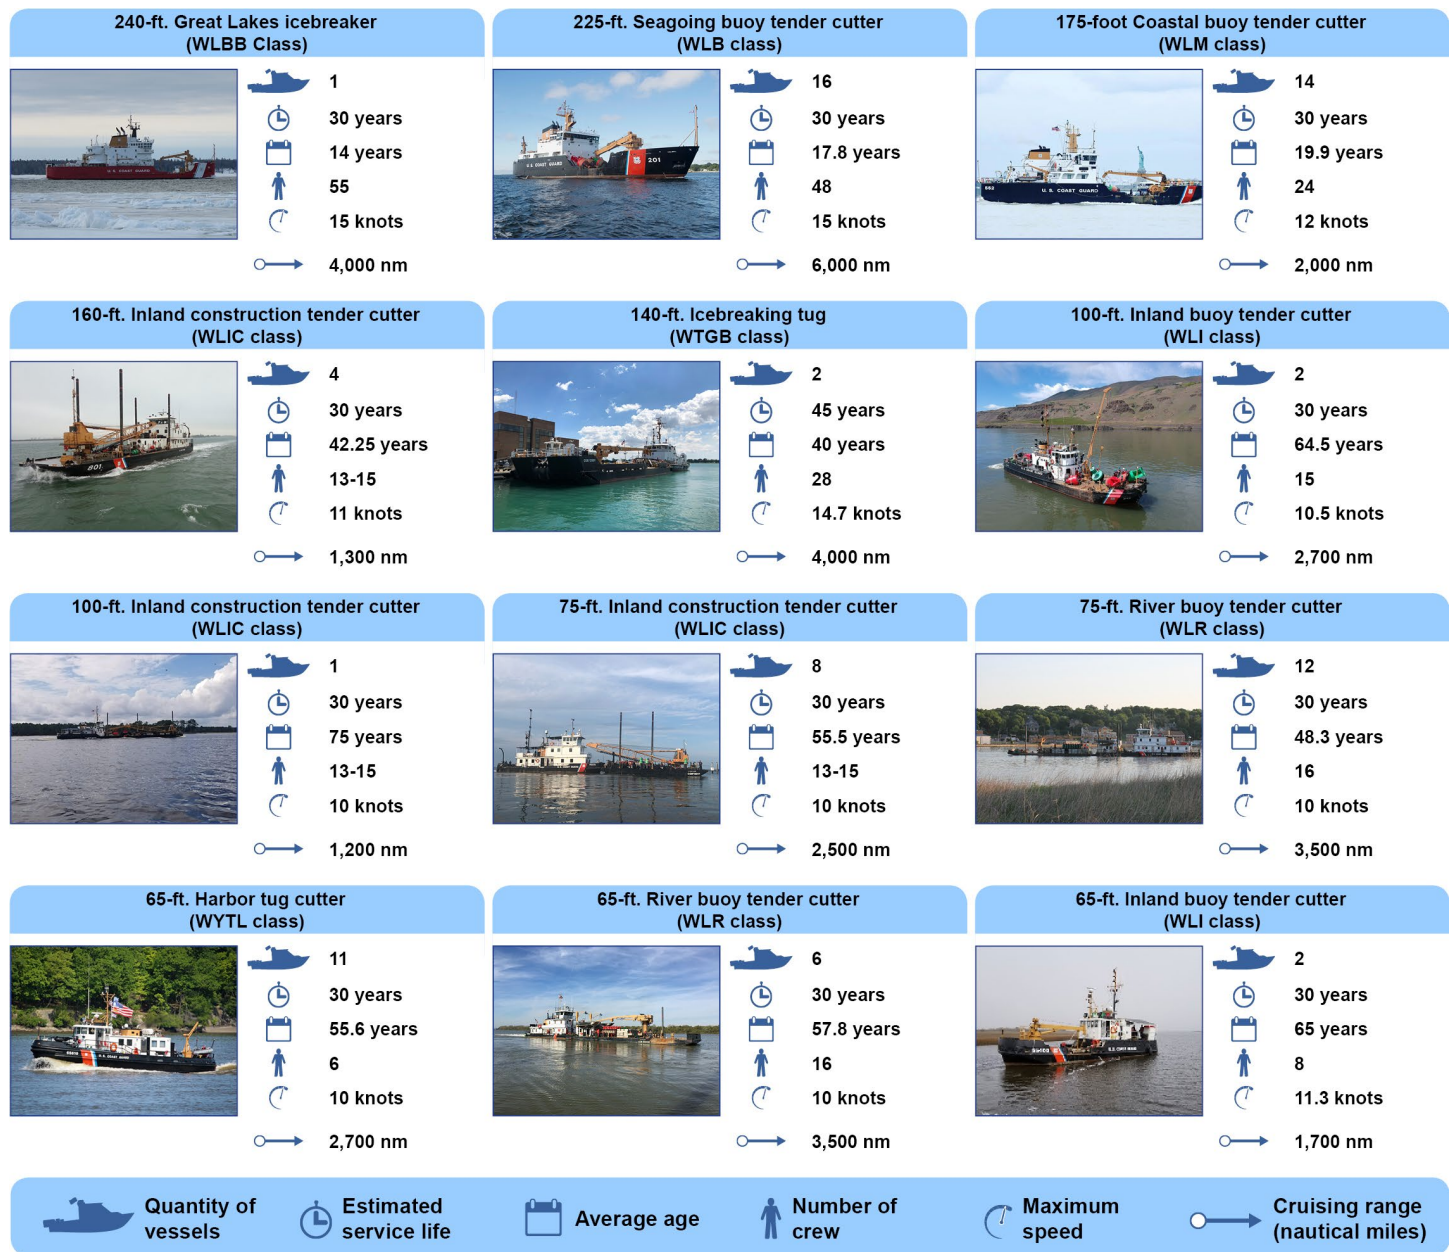 240-ft. Great Lakes icebreaker
(WLBB Class)
1
30 years
14 years
55
15 knots
4,000 nm
U.S. COAST GUARD
225-ft. Seagoing buoy tender cutter
(WLB class)
16
30 years
17.8 years
48
15 knots
6,000 nm
U.S. COAST GUARD
201
175-foot Coastal buoy tender cutter
(WLM class)
14
30 years
19.9 years
24
12 knots
2,000 nm
U.S. COAST GUARD
160-ft. Inland construction tender cutter
(WLIC class)
4
30 years
42.25 years
13-15
11 knots
1,300 nm
801
140-ft. Icebreaking tug
(WTGB class)
2
45 years
40 years
28
14.7 knots
4,000 nm
100-ft. Inland buoy tender cutter
(WLI class)
2
30 years
64.5 years
15
10.5 knots
2,700 nm
100-ft. Inland construction tender cutter
(WLIC class)
1
30 years
75 years
13-15
10 knots
1,200 nm
75-ft. Inland construction tender cutter
(WLIC class)
8
30 years
55.5 years
13-15
10 knots
2,500 nm
75-ft. River buoy tender cutter
(WLR class)
12
30 years
48.3 years
16
10 knots
3,500 nm
65-ft. Harbor tug cutter
(WYTL class)
11
30 years
55.6 years
6
10 knots
2,700 nm
U.S. COAST GUARD
65-ft. River buoy tender cutter
(WLR class)
6
30 years
57.8 years
16
10 knots
3,500 nm
65-ft. Inland buoy tender cutter
(WLI class)
2
30 years
65 years
8
11.3 knots
1,700 nm
U.S. COAST GUARD
Quantity of
vessels
Estimated
service life
Average age
Number of
crew
Maximum
speed
Cruising range
(nautical miles)